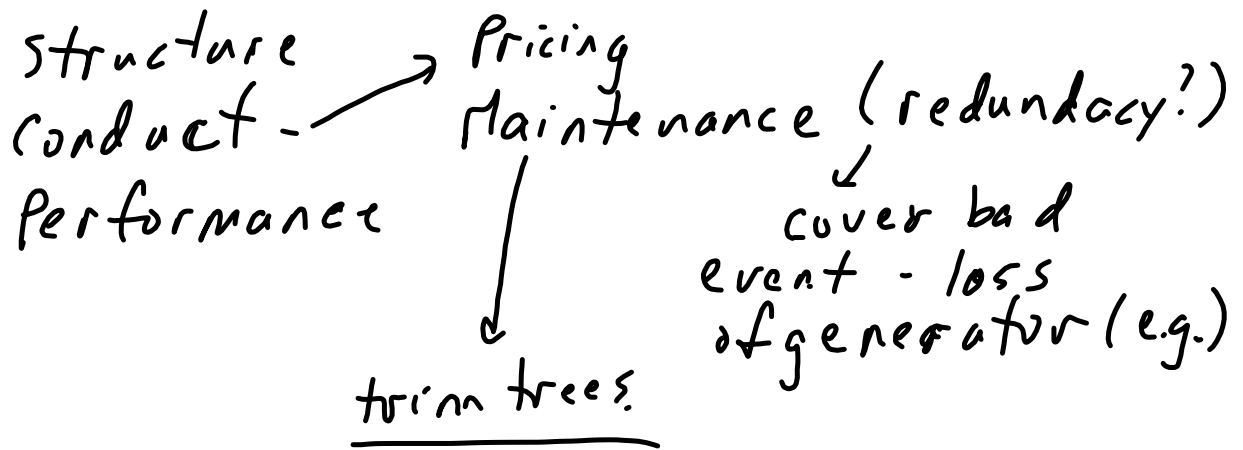 structure
conduct -
Performance
Pricing
Maintenance (redundacy?)
cover bad
event - loss
of generator (e.g.)
trim trees.